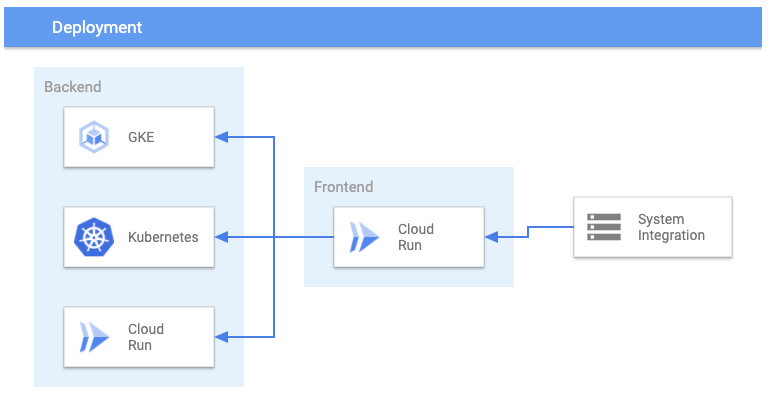 Deployment
Backend
GKE
Kubernetes
Cloud
Run
Frontend
Cloud
Run
System
Integration